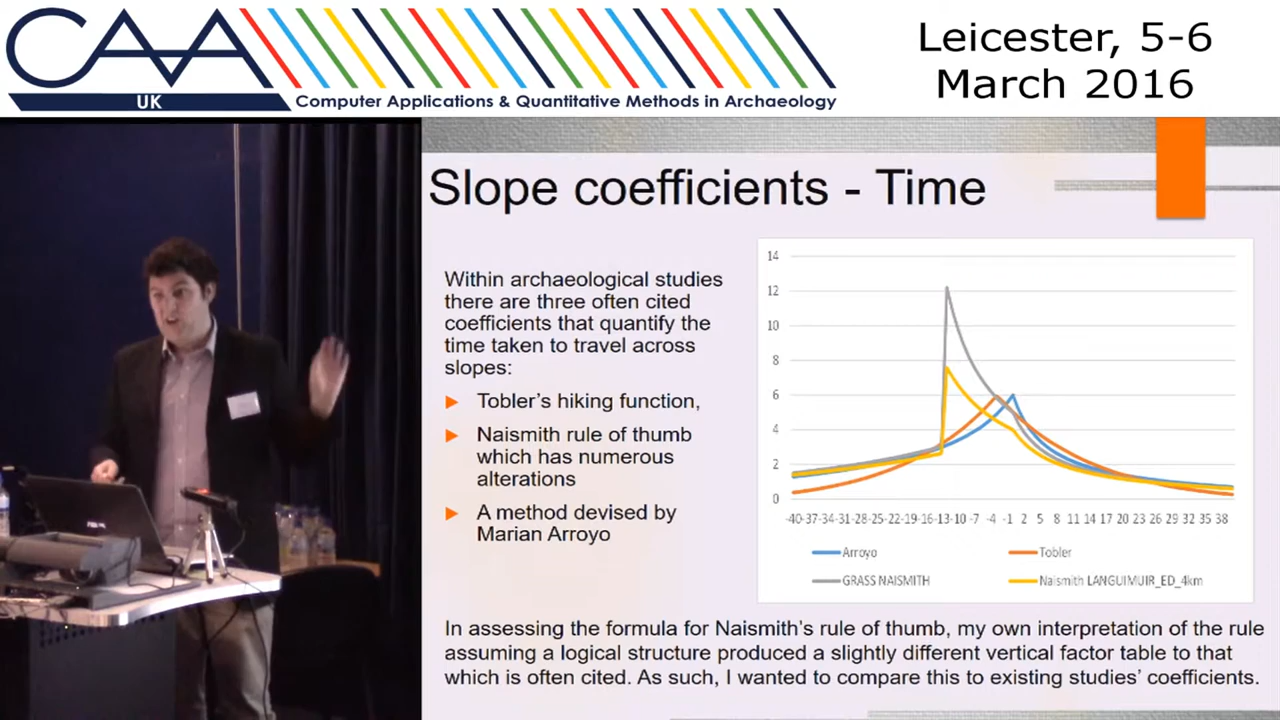 CAA
UK
Computer Applications & Quantitative Methods in Archaeology
Leicester, 5-6
March 2016
Slope coefficients - Time
Within archaeological studies
there are three often cited
coefficients that quantify the
time taken to travel across
slopes:
Tobler's hiking function,
Naismith rule of thumb
which has numerous
alterations
A method devised by
Marian Arroyo
14
12
10
8
6
4
2
0
-40-37-34-31-28-25-22-19-16-13-10 -7 -4 -1 2 5 8 11 14 17 20 23 26 29 32 35 38
Arroyo
Tobler
GRASS NAISMITH
Naismith LANGUIMUIR_ED_4km
In assessing the formula for Naismith's rule of thumb, my own interpretation of the rule
assuming a logical structure produced a slightly different vertical factor table to that
which is often cited. As such, I wanted to compare this to existing studies' coefficients.